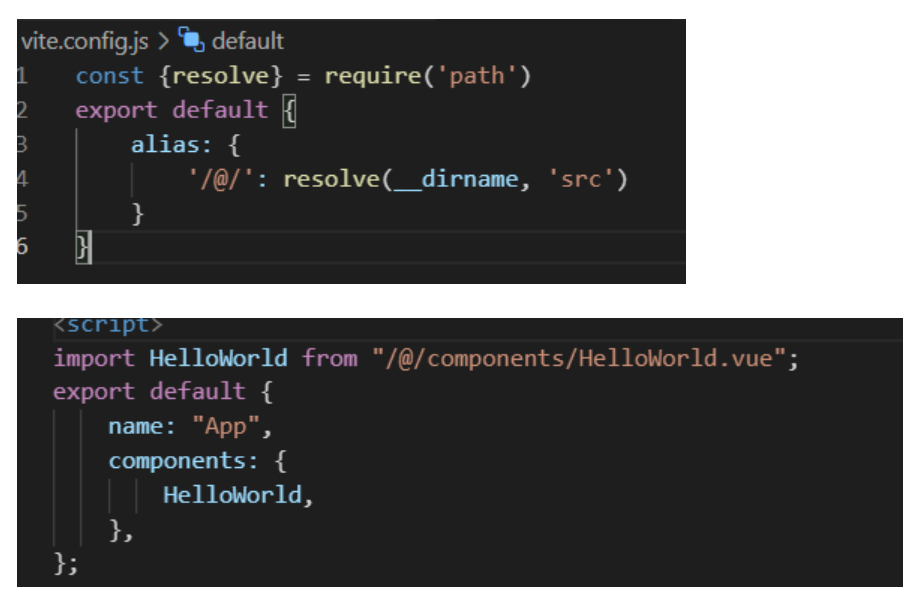 vite.config.js > default
1 const {resolve} = require('path')
2 export default {
3 alias: {
4 '/@/': resolve(__dirname, 'src')
5 }
6 }
<script>
import HelloWorld from "/@/components/HelloWorld.vue";
export default {
name: "App",
components: {
HelloWorld,
},
};